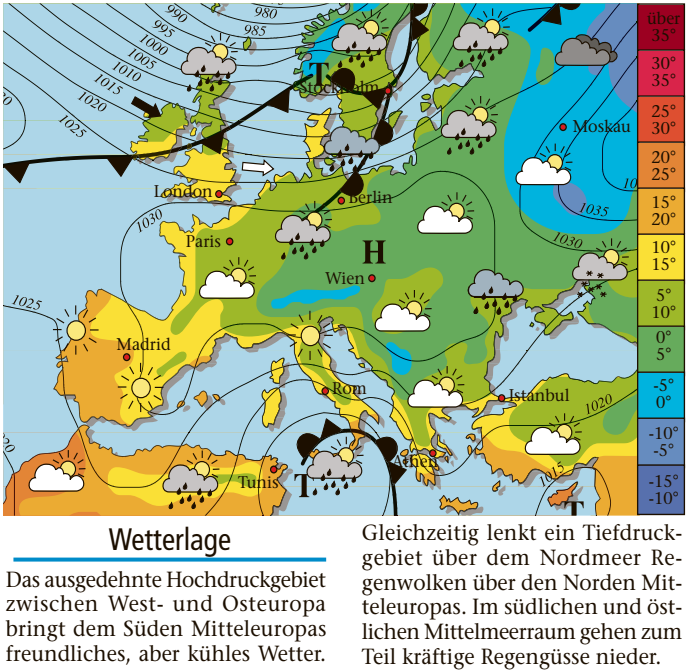 990
995
1000
1005
1010
1015
1020
1025
980
985
T
Stockholm
Moskau
London
Berlin
1030
Paris
H
Wien
1035
1030
1025
Madrid
Rom
Istanbul
1020
Athen
Tunis
T
1015
T
über
35°
30°
35°
25°
30°
20°
25°
15°
20°
10°
15°
5°
10°
0°
5°
-5°
0°
-10°
-5°
-15°
-10°
Wetterlage
Das ausgedehnte Hochdruckgebiet
zwischen West- und Osteuropa
bringt dem Süden Mitteleuropas
freundliches, aber kühles Wetter.
Gleichzeitig lenkt ein Tiefdruck-
gebiet über dem Nordmeer Re-
genwolken über den Norden Mit-
teleuropas. Im südlichen und öst-
lichen Mittelmeerraum gehen zum
Teil kräftige Regengüsse nieder.